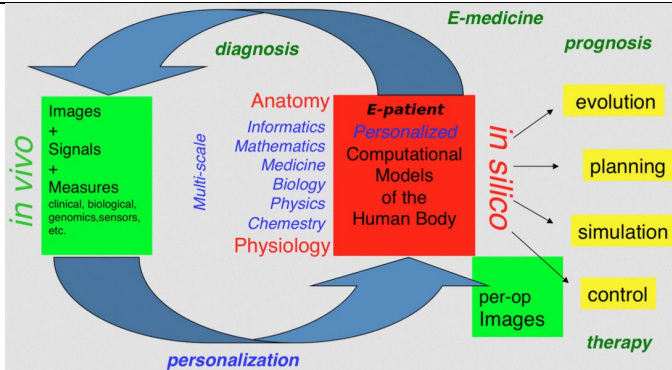 E-medicine
diagnosis
prognosis
in vivo
Images
+
Signals
+
Measures
clinical, biological,
genomics,sensors,
etc.
Multi-scale
Anatomy
Informatics
Mathematics
Medicine
Biology
Physics
Chemestry
Physiology
E-patient
Personalized
Computational
Models
of the
Human Body
in silico
evolution
planning
simulation
control
per-op
Images
therapy
personalization